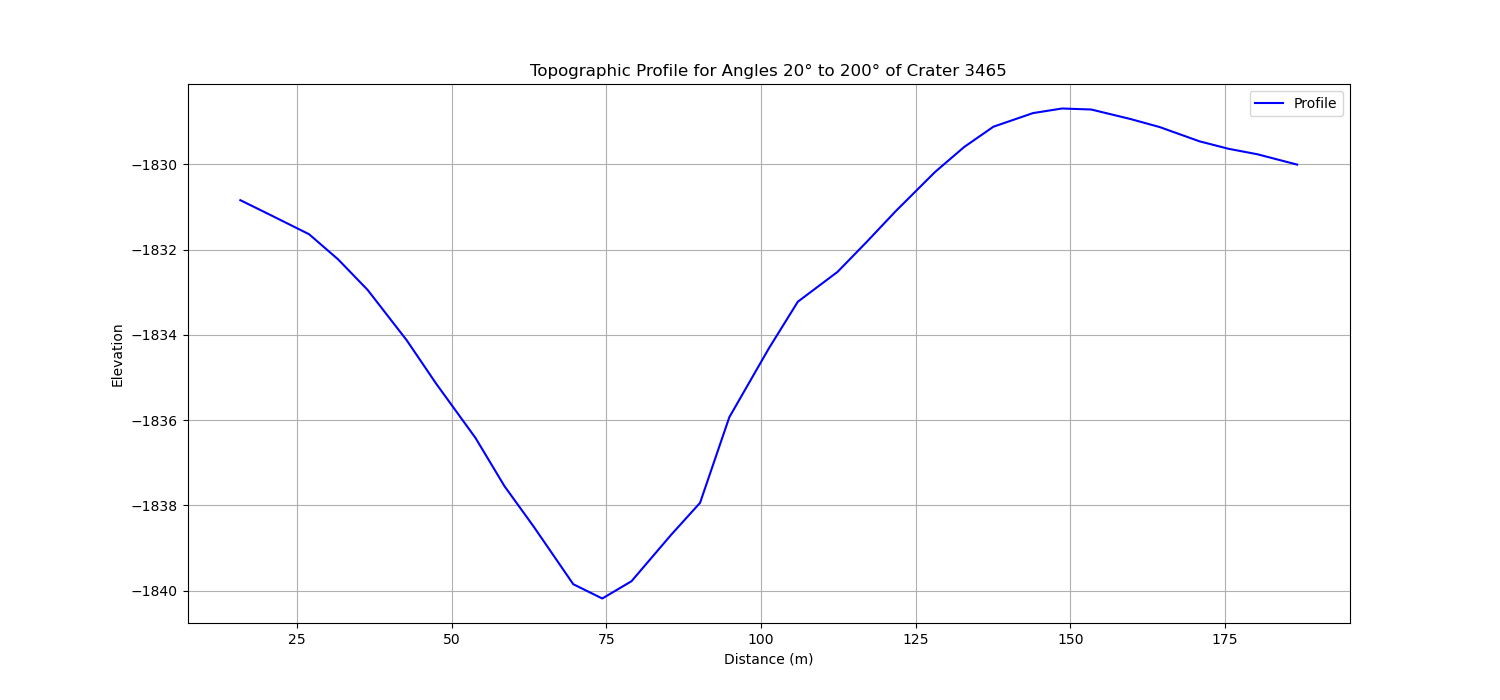 Topographic Profile for Angles 20° to 200° of Crater 3465
Profile
−1830
−1832
−1834
−1836
−1838
−1840
Elevation
25 50 75 100 125 150 175
Distance (m)